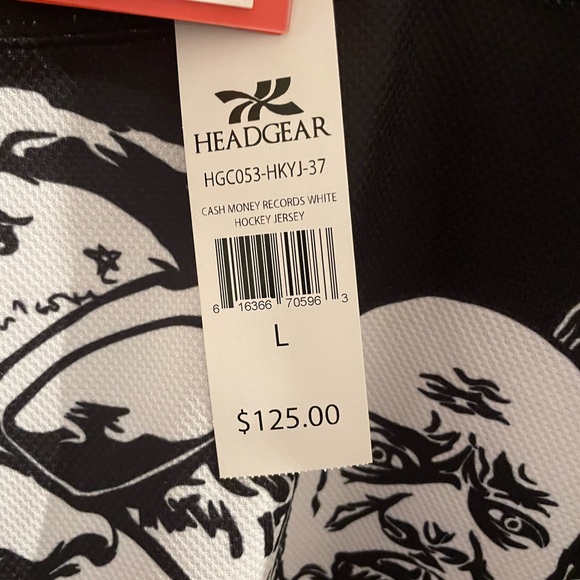 HEADGEAR
HGC053-HKYJ-37
CASH MONEY RECORDS WHITE
HOCKEY JERSEY
6 16366 70596 3
L
$125.00